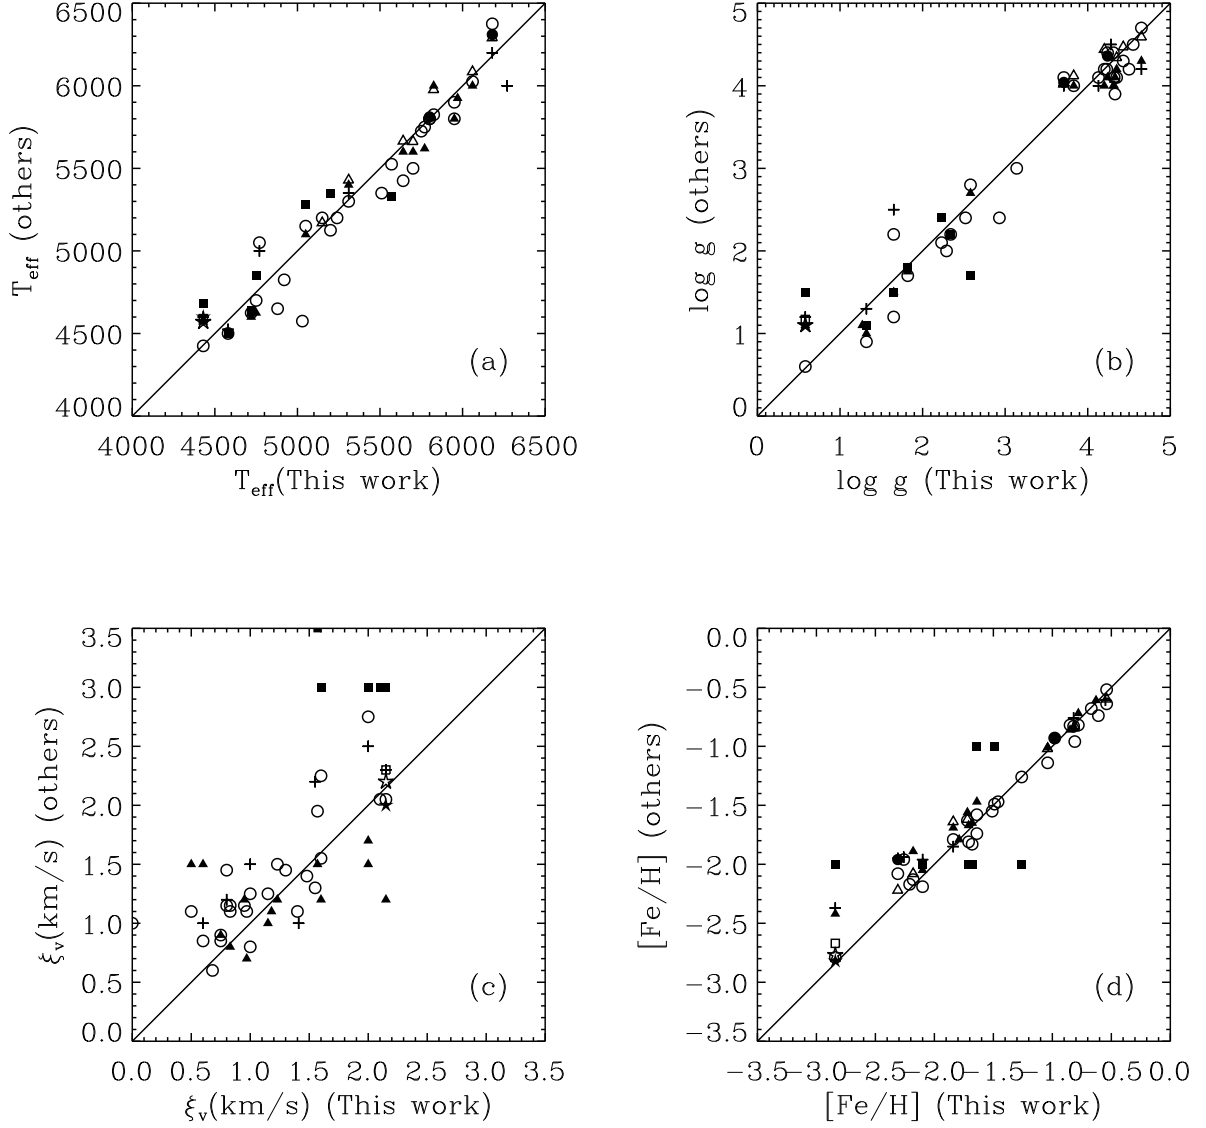 6500
6000
5500
5000
4500
4000
T_eff (others)
(a)
4000 4500 5000 5500 6000 6500
T_eff(This work)
5
4
3
2
1
0
log g (others)
(b)
0 1 2 3 4 5
log g (This work)
3.5
3.0
2.5
2.0
1.5
1.0
0.5
0.0
ξ_v(km/s) (others)
(c)
0.0 0.5 1.0 1.5 2.0 2.5 3.0 3.5
ξ_v(km/s) (This work)
0.0
−0.5
−1.0
−1.5
−2.0
−2.5
−3.0
−3.5
[Fe/H] (others)
(d)
−3.5−3.0−2.5−2.0−1.5−1.0−0.5 0.0
[Fe/H] (This work)